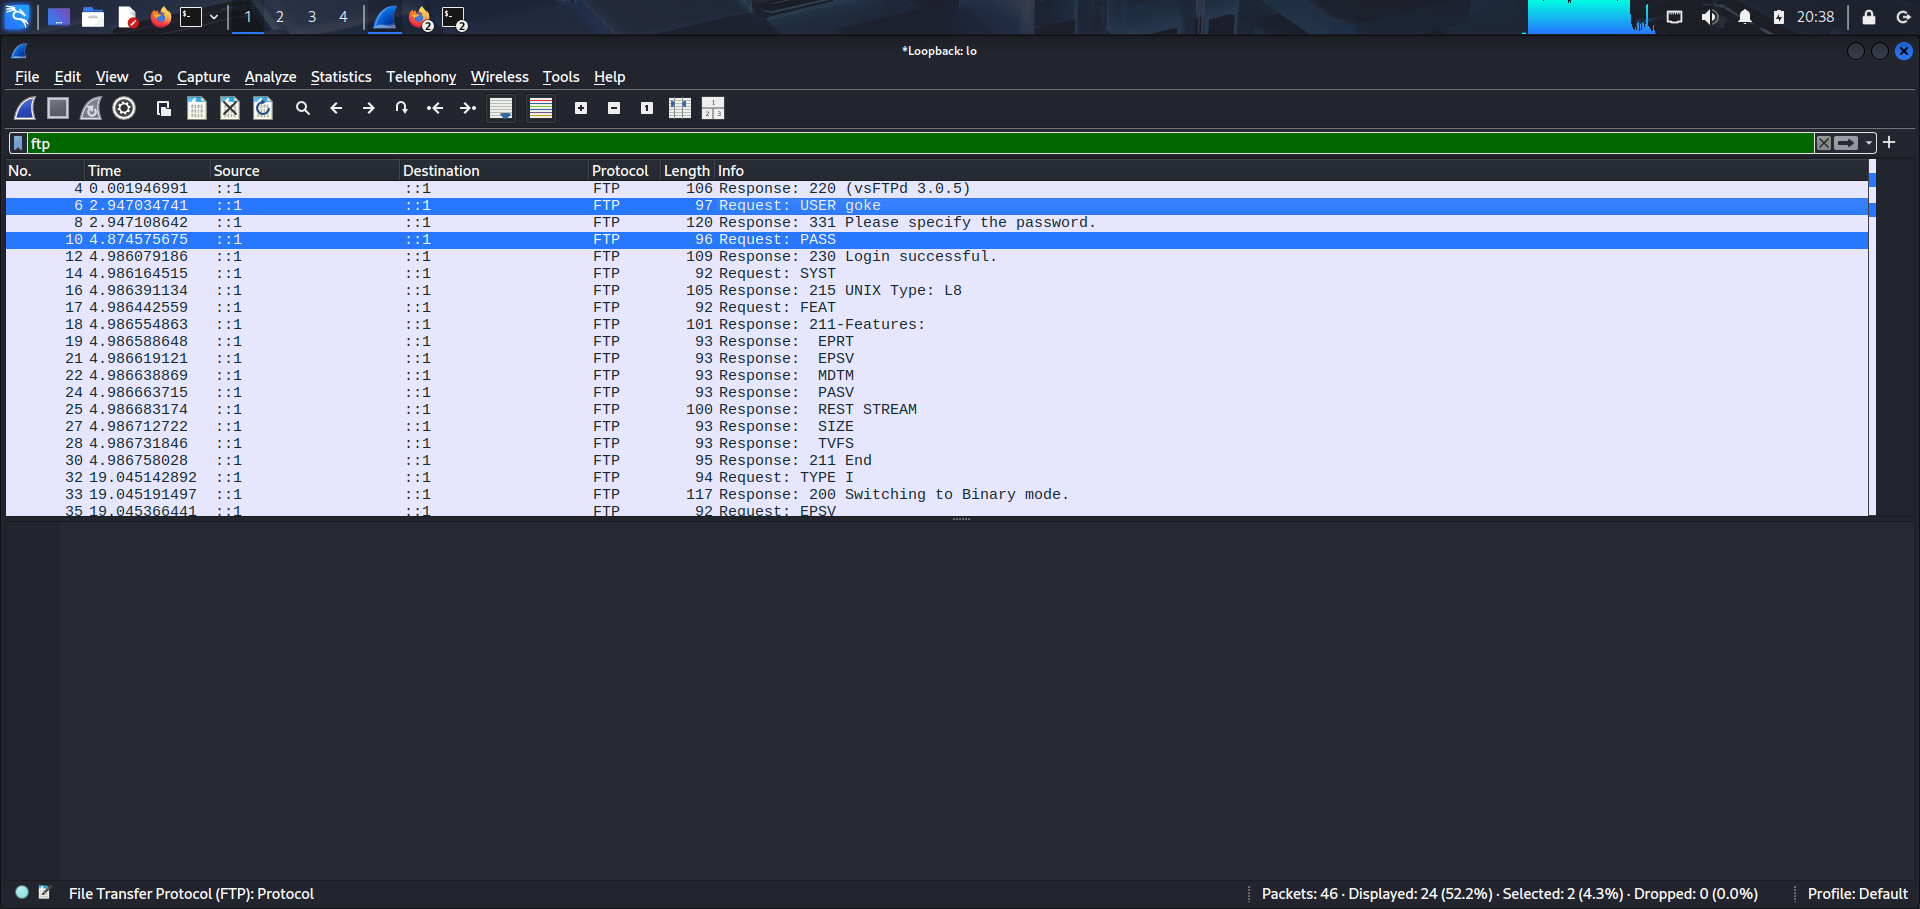 1 2 3 4 2 2 20:38
*Loopback: lo
File Edit View Go Capture Analyze Statistics Telephony Wireless Tools Help
ftp
No. Time Source Destination Protocol Length Info
4 0.001946991 ::1 ::1 FTP 106 Response: 220 (vsFTPd 3.0.5)
6 2.947034741 ::1 ::1 FTP 97 Request: USER goke
8 2.947108642 ::1 ::1 FTP 120 Response: 331 Please specify the password.
10 4.874575675 ::1 ::1 FTP 96 Request: PASS
12 4.986079186 ::1 ::1 FTP 109 Response: 230 Login successful.
14 4.986164515 ::1 ::1 FTP 92 Request: SYST
16 4.986391134 ::1 ::1 FTP 105 Response: 215 UNIX Type: L8
17 4.986442559 ::1 ::1 FTP 92 Request: FEAT
18 4.986554863 ::1 ::1 FTP 101 Response: 211-Features:
19 4.986588648 ::1 ::1 FTP 93 Response:  EPRT
21 4.986619121 ::1 ::1 FTP 93 Response:  EPSV
22 4.986638869 ::1 ::1 FTP 93 Response:  MDTM
24 4.986663715 ::1 ::1 FTP 93 Response:  PASV
25 4.986683174 ::1 ::1 FTP 100 Response:  REST STREAM
27 4.986712722 ::1 ::1 FTP 93 Response:  SIZE
28 4.986731846 ::1 ::1 FTP 93 Response:  TVFS
30 4.986758028 ::1 ::1 FTP 95 Response: 211 End
32 19.045142892 ::1 ::1 FTP 94 Request: TYPE I
33 19.045191497 ::1 ::1 FTP 117 Response: 200 Switching to Binary mode.
35 19.045366441 ::1 ::1 FTP 92 Request: EPSV
File Transfer Protocol (FTP): Protocol Packets: 46 · Displayed: 24 (52.2%) · Selected: 2 (4.3%) · Dropped: 0 (0.0%) Profile: Default